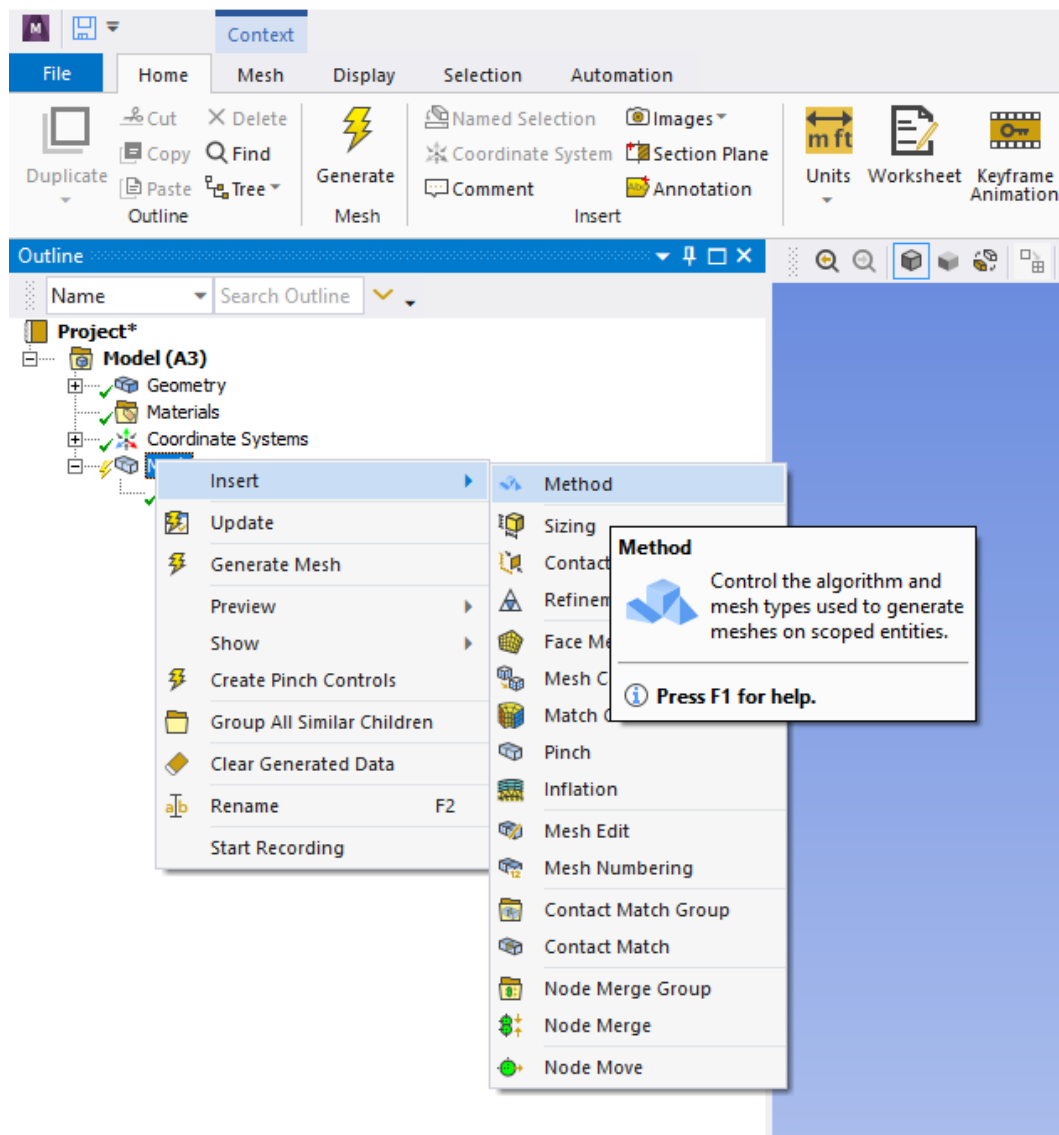 M
Context
File Home Mesh Display Selection Automation
Duplicate
Cut
Copy
Paste
Delete
Find
Tree
Outline
Generate
Mesh
Named Selection
Coordinate System
Comment
Images
Section Plane
Annotation
Insert
m ft
Units
Worksheet
Keyframe
Animation
Outline
Name Search Outline
Project*
Model (A3)
Geometry
Materials
Coordinate Systems
Insert
Update
Generate Mesh
Preview
Show
Create Pinch Controls
Group All Similar Children
Clear Generated Data
Rename F2
Start Recording
Method
Sizing
Contact
Face Me
Mesh C
Match
Pinch
Inflation
Mesh Edit
Mesh Numbering
Contact Match Group
Contact Match
Node Merge Group
Node Merge
Node Move
Method
Control the algorithm and
mesh types used to generate
meshes on scoped entities.
Press F1 for help.